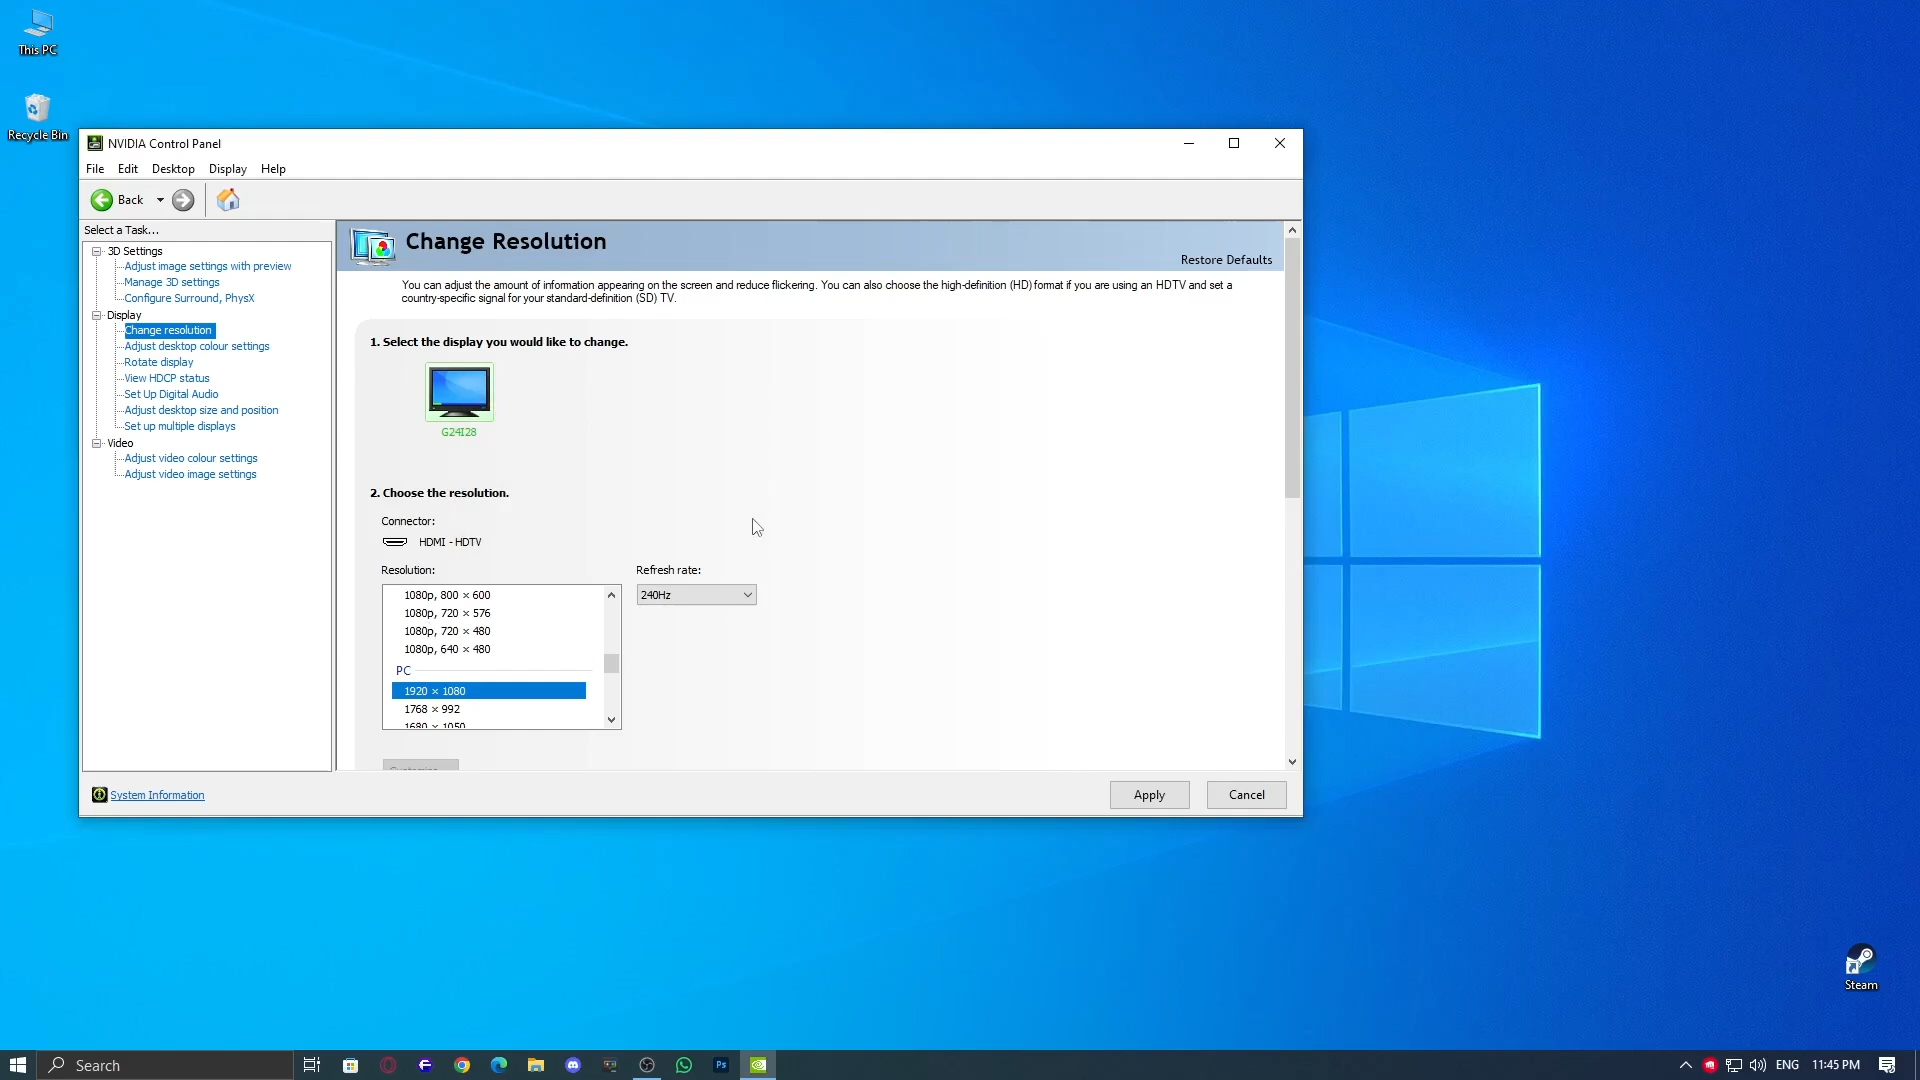 This PC
Recycle Bin
NVIDIA Control Panel
File Edit Desktop Display Help
Back
Select a Task...
3D Settings
Adjust image settings with preview
Manage 3D settings
Configure Surround, PhysX
Display
Change resolution
Adjust desktop colour settings
Rotate display
View HDCP status
Set Up Digital Audio
Adjust desktop size and position
Set up multiple displays
Video
Adjust video colour settings
Adjust video image settings
System Information
Change Resolution
Restore Defaults
You can adjust the amount of information appearing on the screen and reduce flickering. You can also choose the high-definition (HD) format if you are using an HDTV and set a
country-specific signal for your standard-definition (SD) TV.
1. Select the display you would like to change.
G24I28
2. Choose the resolution.
Connector:
HDMI - HDTV
Resolution:
Refresh rate:
1080p, 800 × 600
240Hz
1080p, 720 × 576
1080p, 720 × 480
1080p, 640 × 480
PC
1920 × 1080
1768 × 992
1680 × 1050
Apply
Cancel
Steam
Search
Ps
ENG
11:45 PM